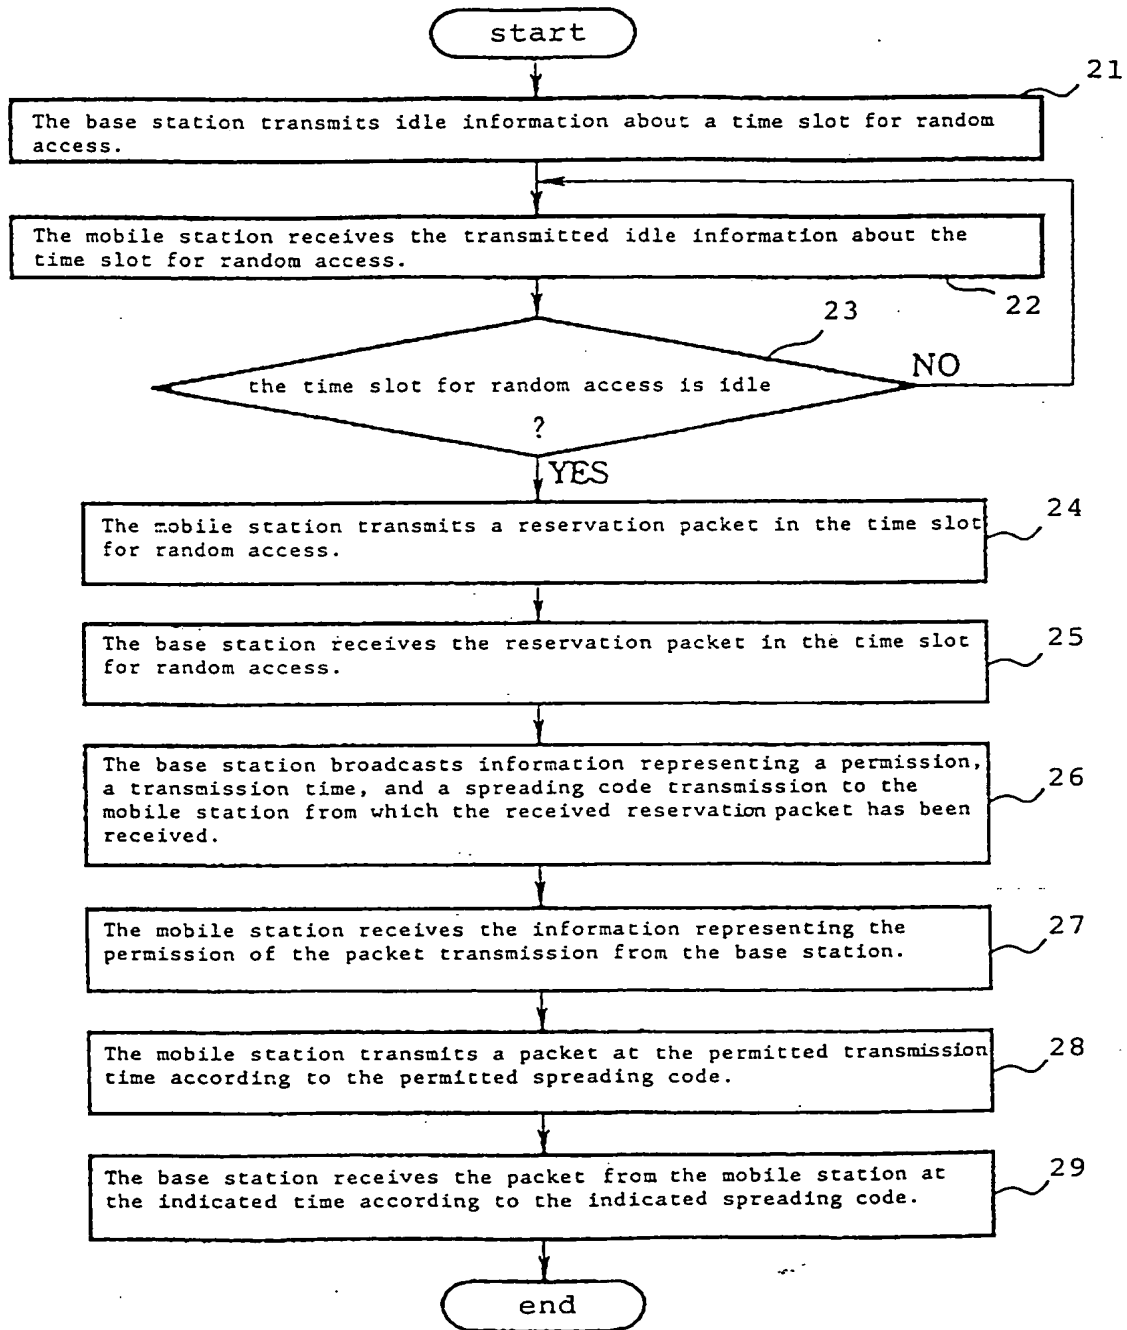 start
21
The base station transmits idle information about a time slot for random
access.
The mobile station receives the transmitted idle information about the
time slot for random access.
22
23
the time slot for random access is idle
?
NO
YES
The mobile station transmits a reservation packet in the time slot
for random access.
24
The base station receives the reservation packet in the time slot
for random access.
25
The base station broadcasts information representing a permission,
a transmission time, and a spreading code transmission to the
mobile station from which the received reservation packet has been
received.
26
The mobile station receives the information representing the
permission of the packet transmission from the base station.
27
The mobile station transmits a packet at the permitted transmission
time according to the permitted spreading code.
28
The base station receives the packet from the mobile station at
the indicated time according to the indicated spreading code.
29
end